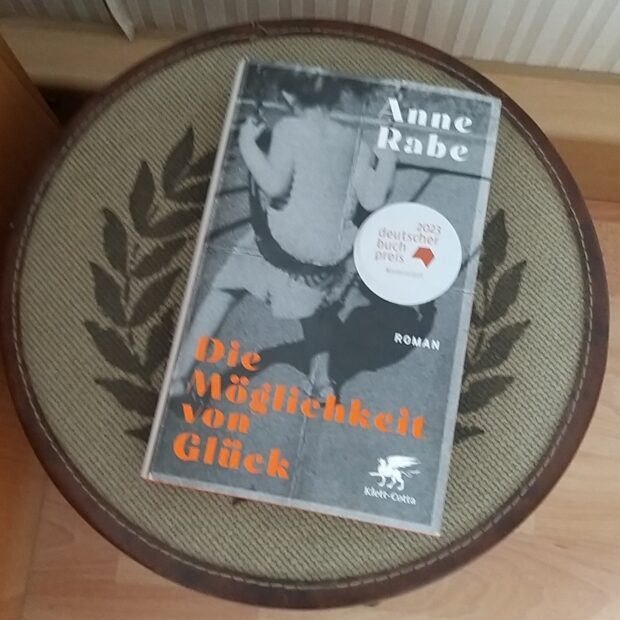 Anne
Rabe
2023
deutscher
buch
preis
ROMAN
Die
Möglichkeit
von
Glück
Klett-Cotta